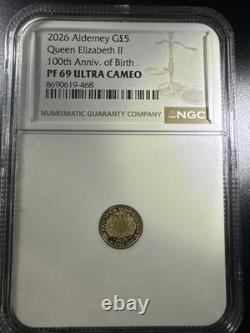 2026 Alderney G£5
Queen Elizabeth II
100th Anniv. of Birth
PF 69 ULTRA CAMEO
8690619-468
NUMISMATIC GUARANTY COMPANY
NGC